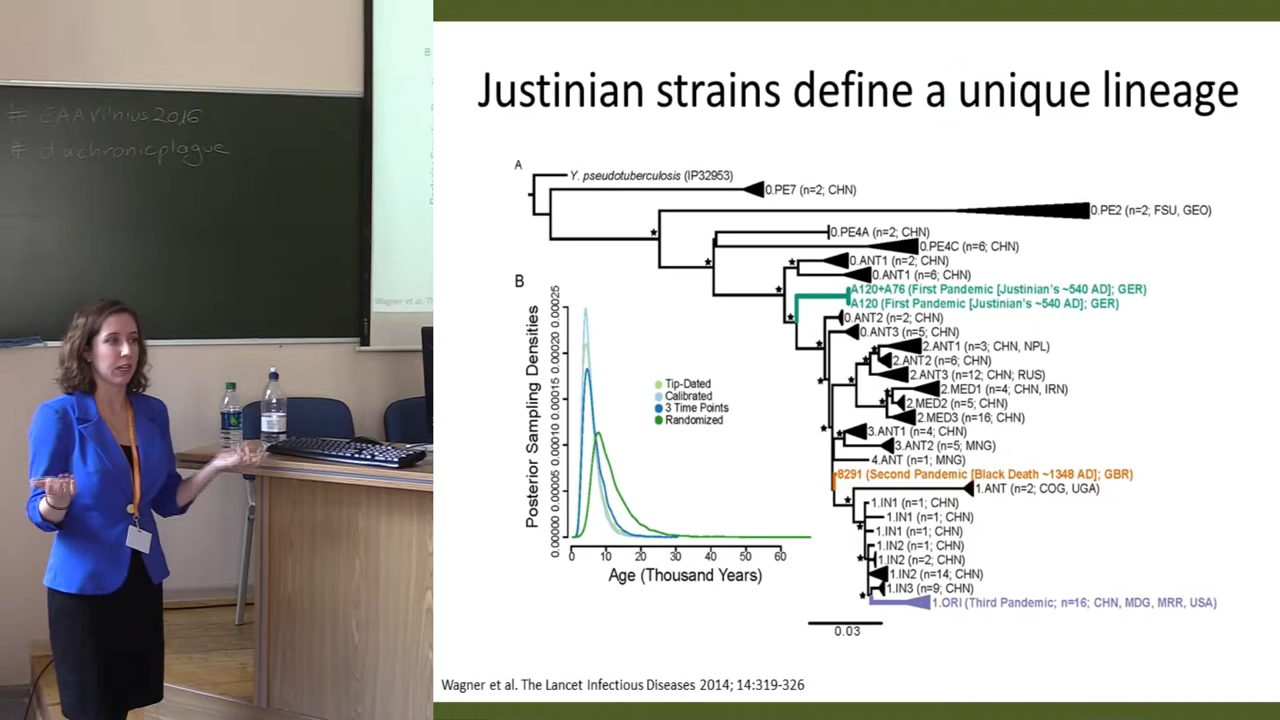 # EAAVilnius2016
# diachronicplague
Justinian strains define a unique lineage
A
Y. pseudotuberculosis (IP32953)
0.PE7 (n=2; CHN)
0.PE2 (n=2; FSU, GEO)
0.PE4A (n=2; CHN)
0.PE4C (n=6; CHN)
0.ANT1 (n=2; CHN)
0.ANT1 (n=6; CHN)
A120+A76 (First Pandemic [Justinian's ~540 AD]; GER)
A120 (First Pandemic [Justinian's ~540 AD]; GER)
0.ANT2 (n=2; CHN)
0.ANT3 (n=5; CHN)
2.ANT1 (n=3; CHN, NPL)
2.ANT2 (n=6; CHN)
2.ANT3 (n=12; CHN; RUS)
2.MED1 (n=4; CHN, IRN)
2.MED2 (n=5; CHN)
2.MED3 (n=16; CHN)
3.ANT1 (n=4; CHN)
3.ANT2 (n=5; MNG)
4.ANT (n=1; MNG)
8291 (Second Pandemic [Black Death ~1348 AD]; GBR)
1.ANT (n=2; COG, UGA)
1.IN1 (n=1; CHN)
1.IN1 (n=1; CHN)
1.IN1 (n=1; CHN)
1.IN2 (n=1; CHN)
1.IN2 (n=2; CHN)
1.IN2 (n=14; CHN)
1.IN3 (n=9; CHN)
1.ORI (Third Pandemic; n=16; CHN, MDG, MRR, USA)
0.03
B
Posterior Sampling Densities
0.00025
0.00020
0.00015
0.00010
0.00005
0.00000
Tip-Dated
Calibrated
3 Time Points
Randomized
0 10 20 30 40 50 60
Age (Thousand Years)
Wagner et al. The Lancet Infectious Diseases 2014; 14:319-326